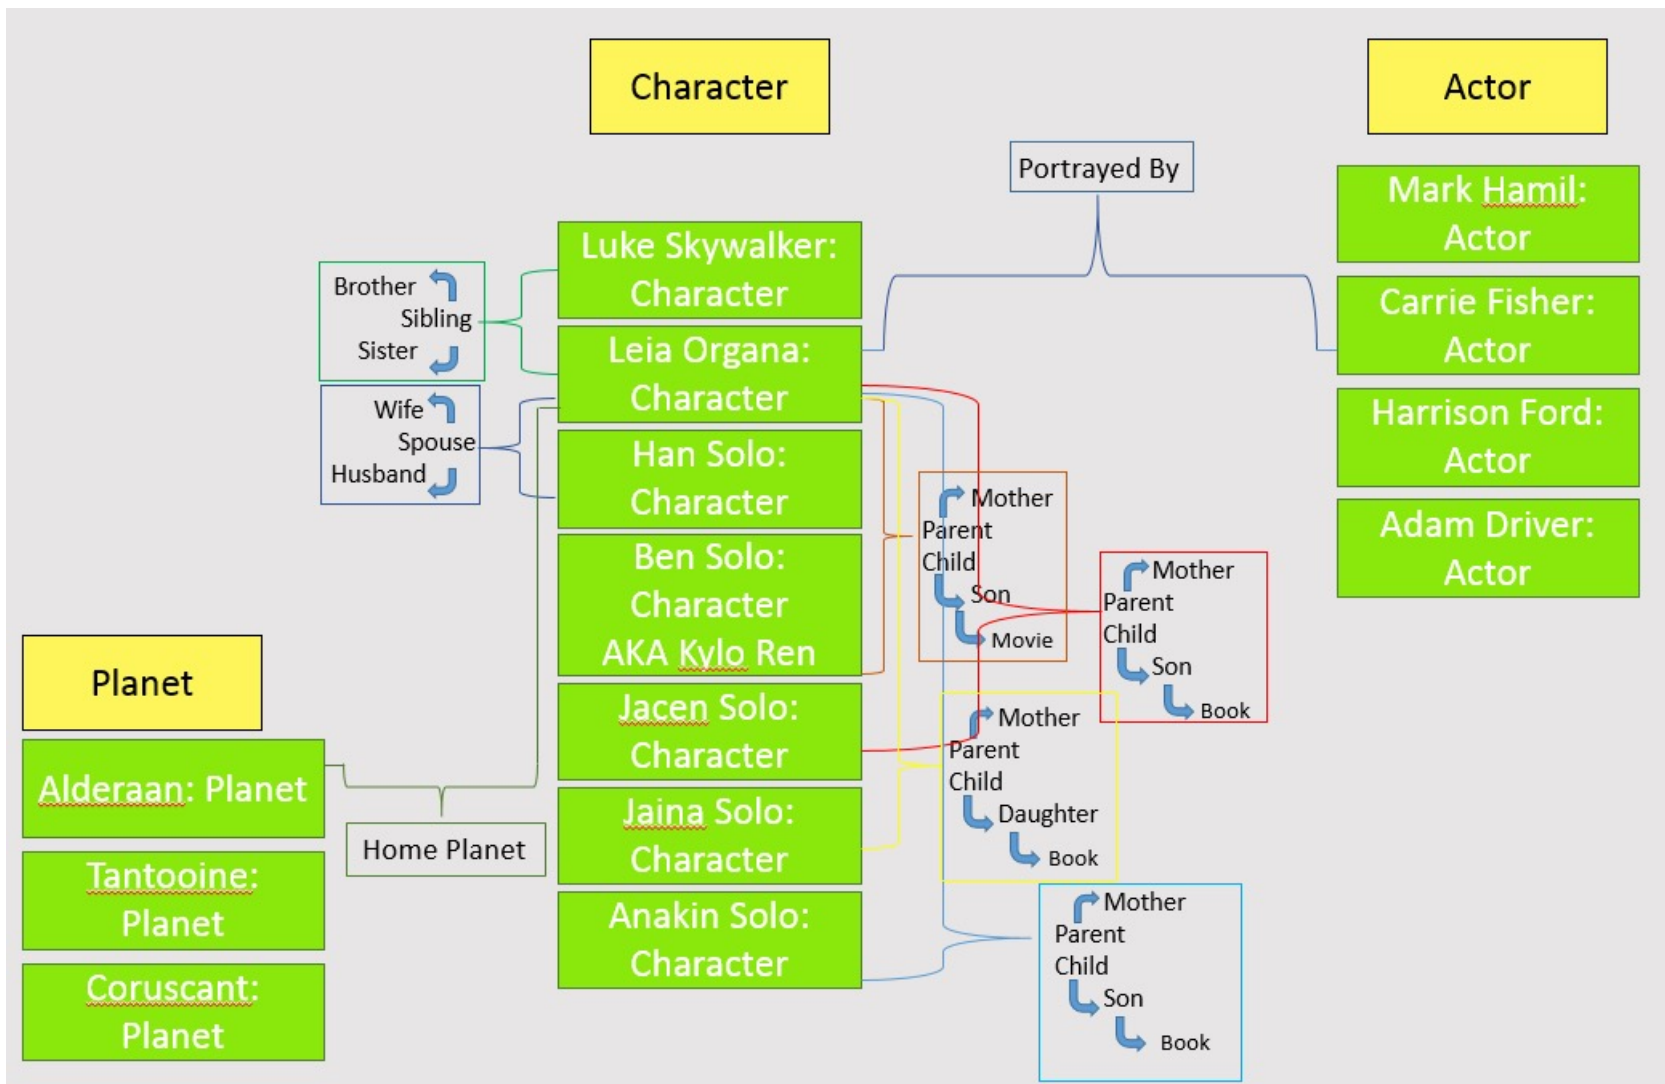 Character
Actor
Portrayed By
Mark Hamil:
Actor
Luke Skywalker:
Character
Brother
Sibling
Sister
Carrie Fisher:
Actor
Leia Organa:
Character
Wife
Spouse
Husband
Harrison Ford:
Actor
Han Solo:
Character
Mother
Parent
Child
Son
Movie
Adam Driver:
Actor
Ben Solo:
Character
AKA Kylo Ren
Mother
Parent
Child
Son
Book
Planet
Jacen Solo:
Character
Mother
Parent
Child
Daughter
Book
Alderaan: Planet
Home Planet
Jaina Solo:
Character
Tantooine:
Planet
Anakin Solo:
Character
Mother
Parent
Child
Son
Book
Coruscant:
Planet